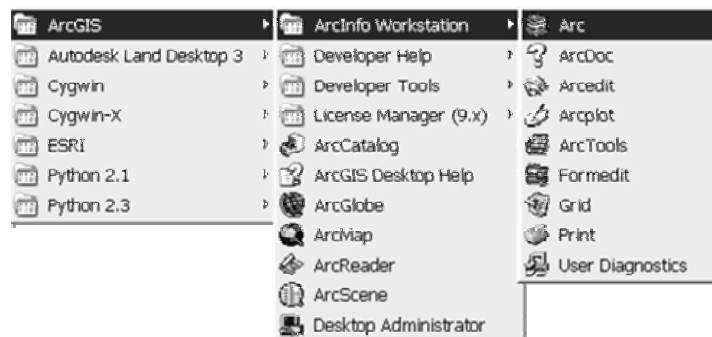 ArcGIS
Autodesk Land Desktop 3
Cygwin
Cygwin-X
ESRI
Python 2.1
Python 2.3
ArcInfo Workstation
Developer Help
Developer Tools
License Manager (9.x)
ArcCatalog
ArcGIS Desktop Help
ArcGlobe
ArcMap
ArcReader
ArcScene
Desktop Administrator
Arc
ArcDoc
Arcedit
Arcplot
ArcTools
Formedit
Grid
Print
User Diagnostics